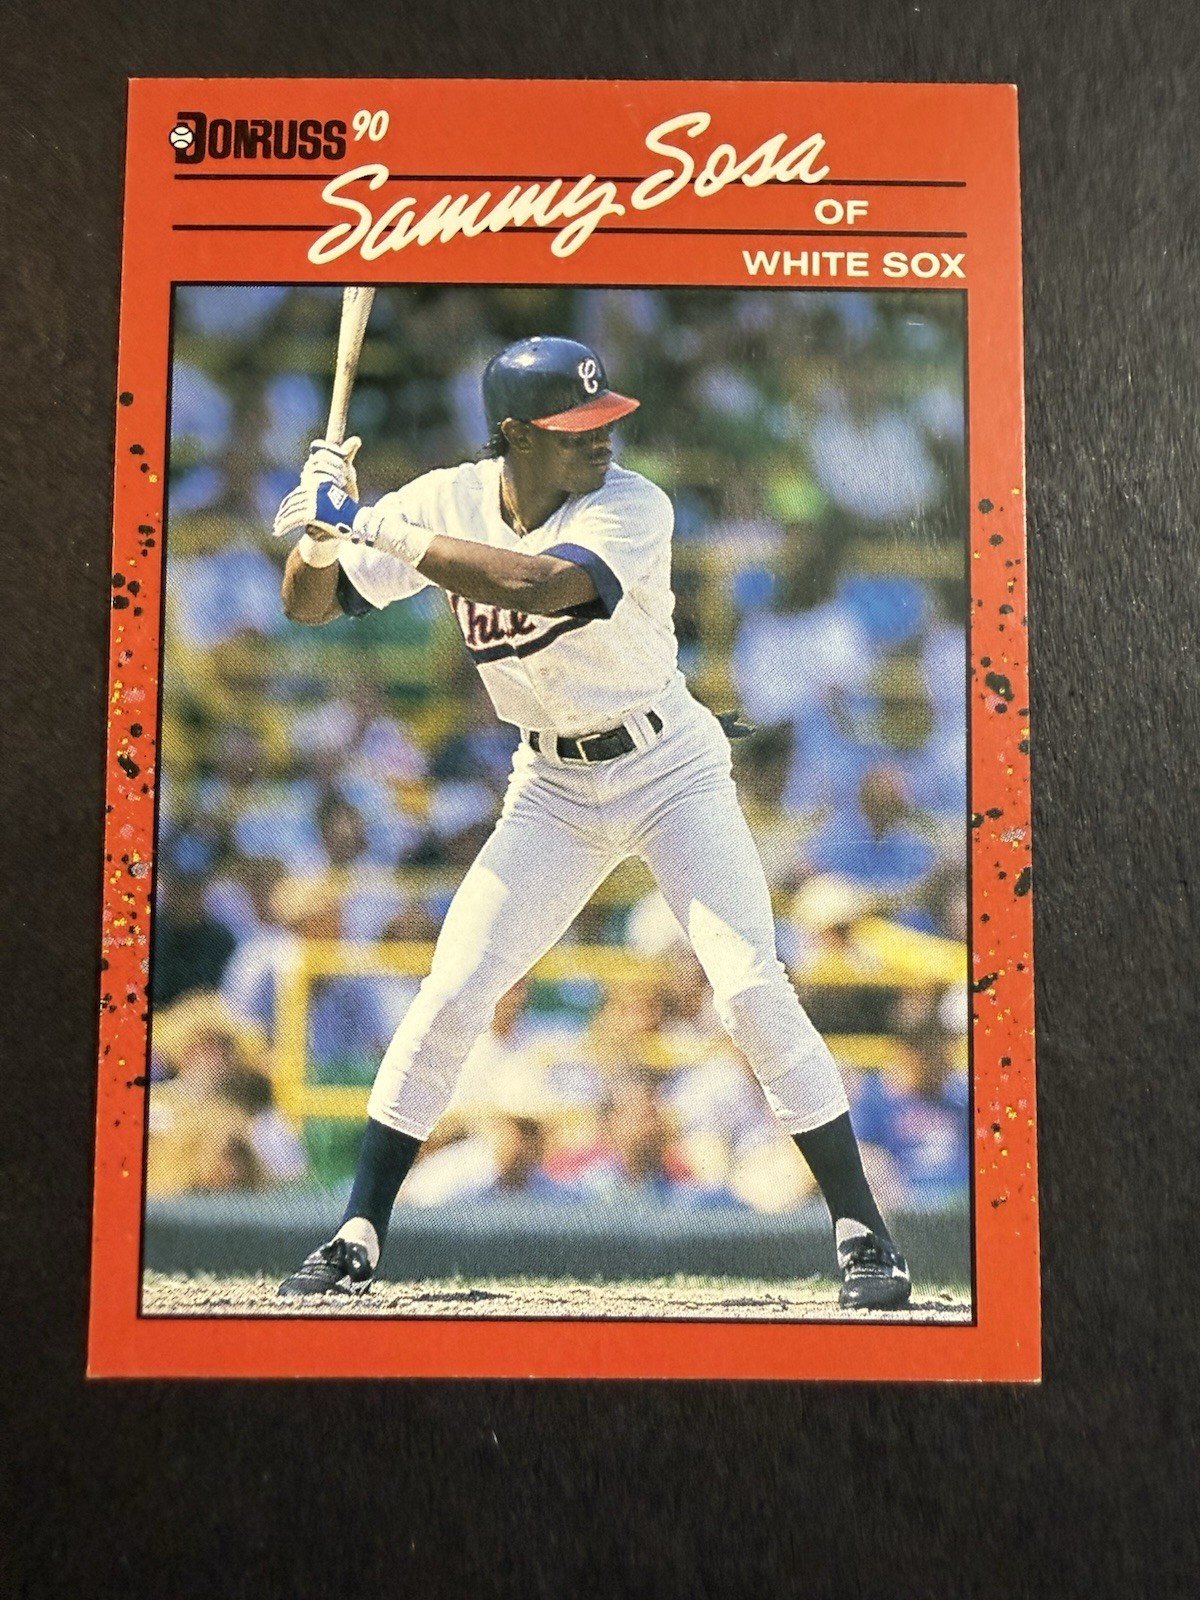 DONRUSS 90
Sammy Sosa
OF
WHITE SOX
C